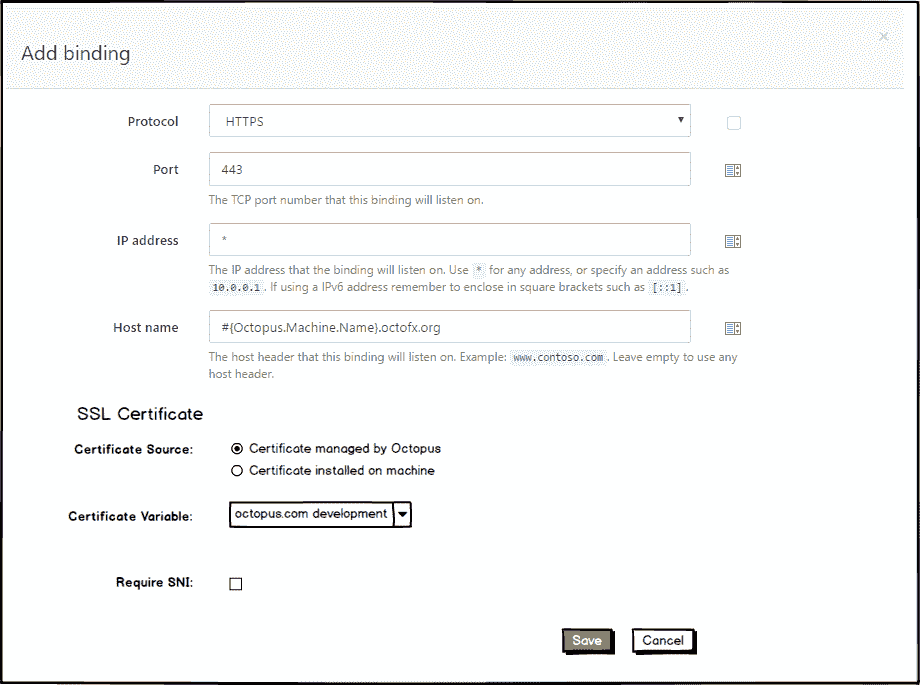 Add binding
×
Protocol
HTTPS
Port
443
The TCP port number that this binding will listen on.
IP address
*
The IP address that the binding will listen on. Use * for any address, or specify an address such as
10.0.0.1 . If using a IPv6 address remember to enclose in square brackets such as [::1] .
Host name
#{Octopus.Machine.Name}.octofx.org
The host header that this binding will listen on. Example: www.contoso.com . Leave empty to use any
host header.
SSL Certificate
Certificate Source:
Certificate managed by Octopus
Certificate installed on machine
Certificate Variable:
octopus.com development
Require SNI:
Save
Cancel